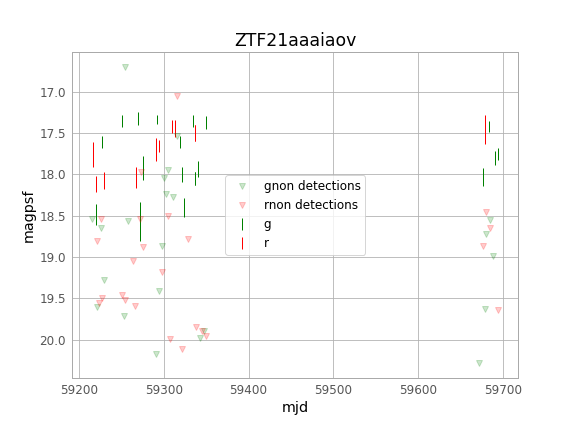 ZTF21aaaiaov
magpsf
17.0
17.5
18.0
18.5
19.0
19.5
20.0
gnon detections
rnon detections
g
r
59200 59300 59400 59500 59600 59700
mjd